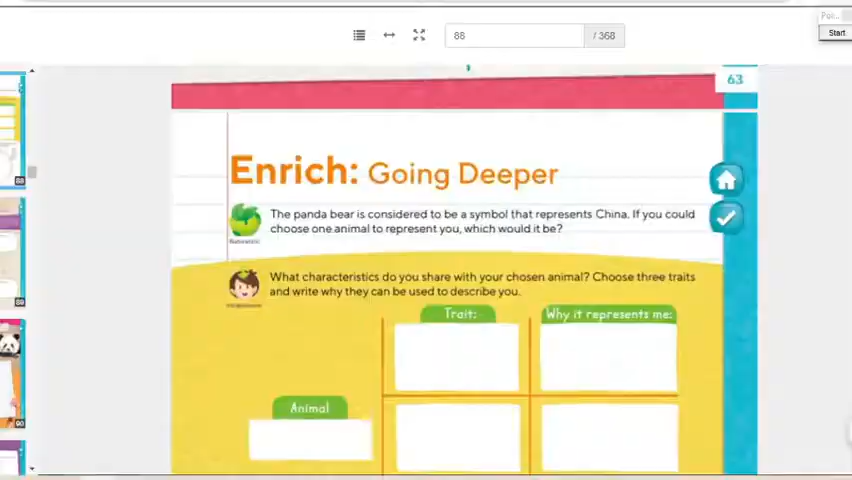 88
/ 368
Start
63
Enrich: Going Deeper
The panda bear is considered to be a symbol that represents China. If you could
choose one animal to represent you, which would it be?
What characteristics do you share with your chosen animal? Choose three traits
and write why they can be used to describe you.
Trait:
Why it represents me:
Animal
88
89
90